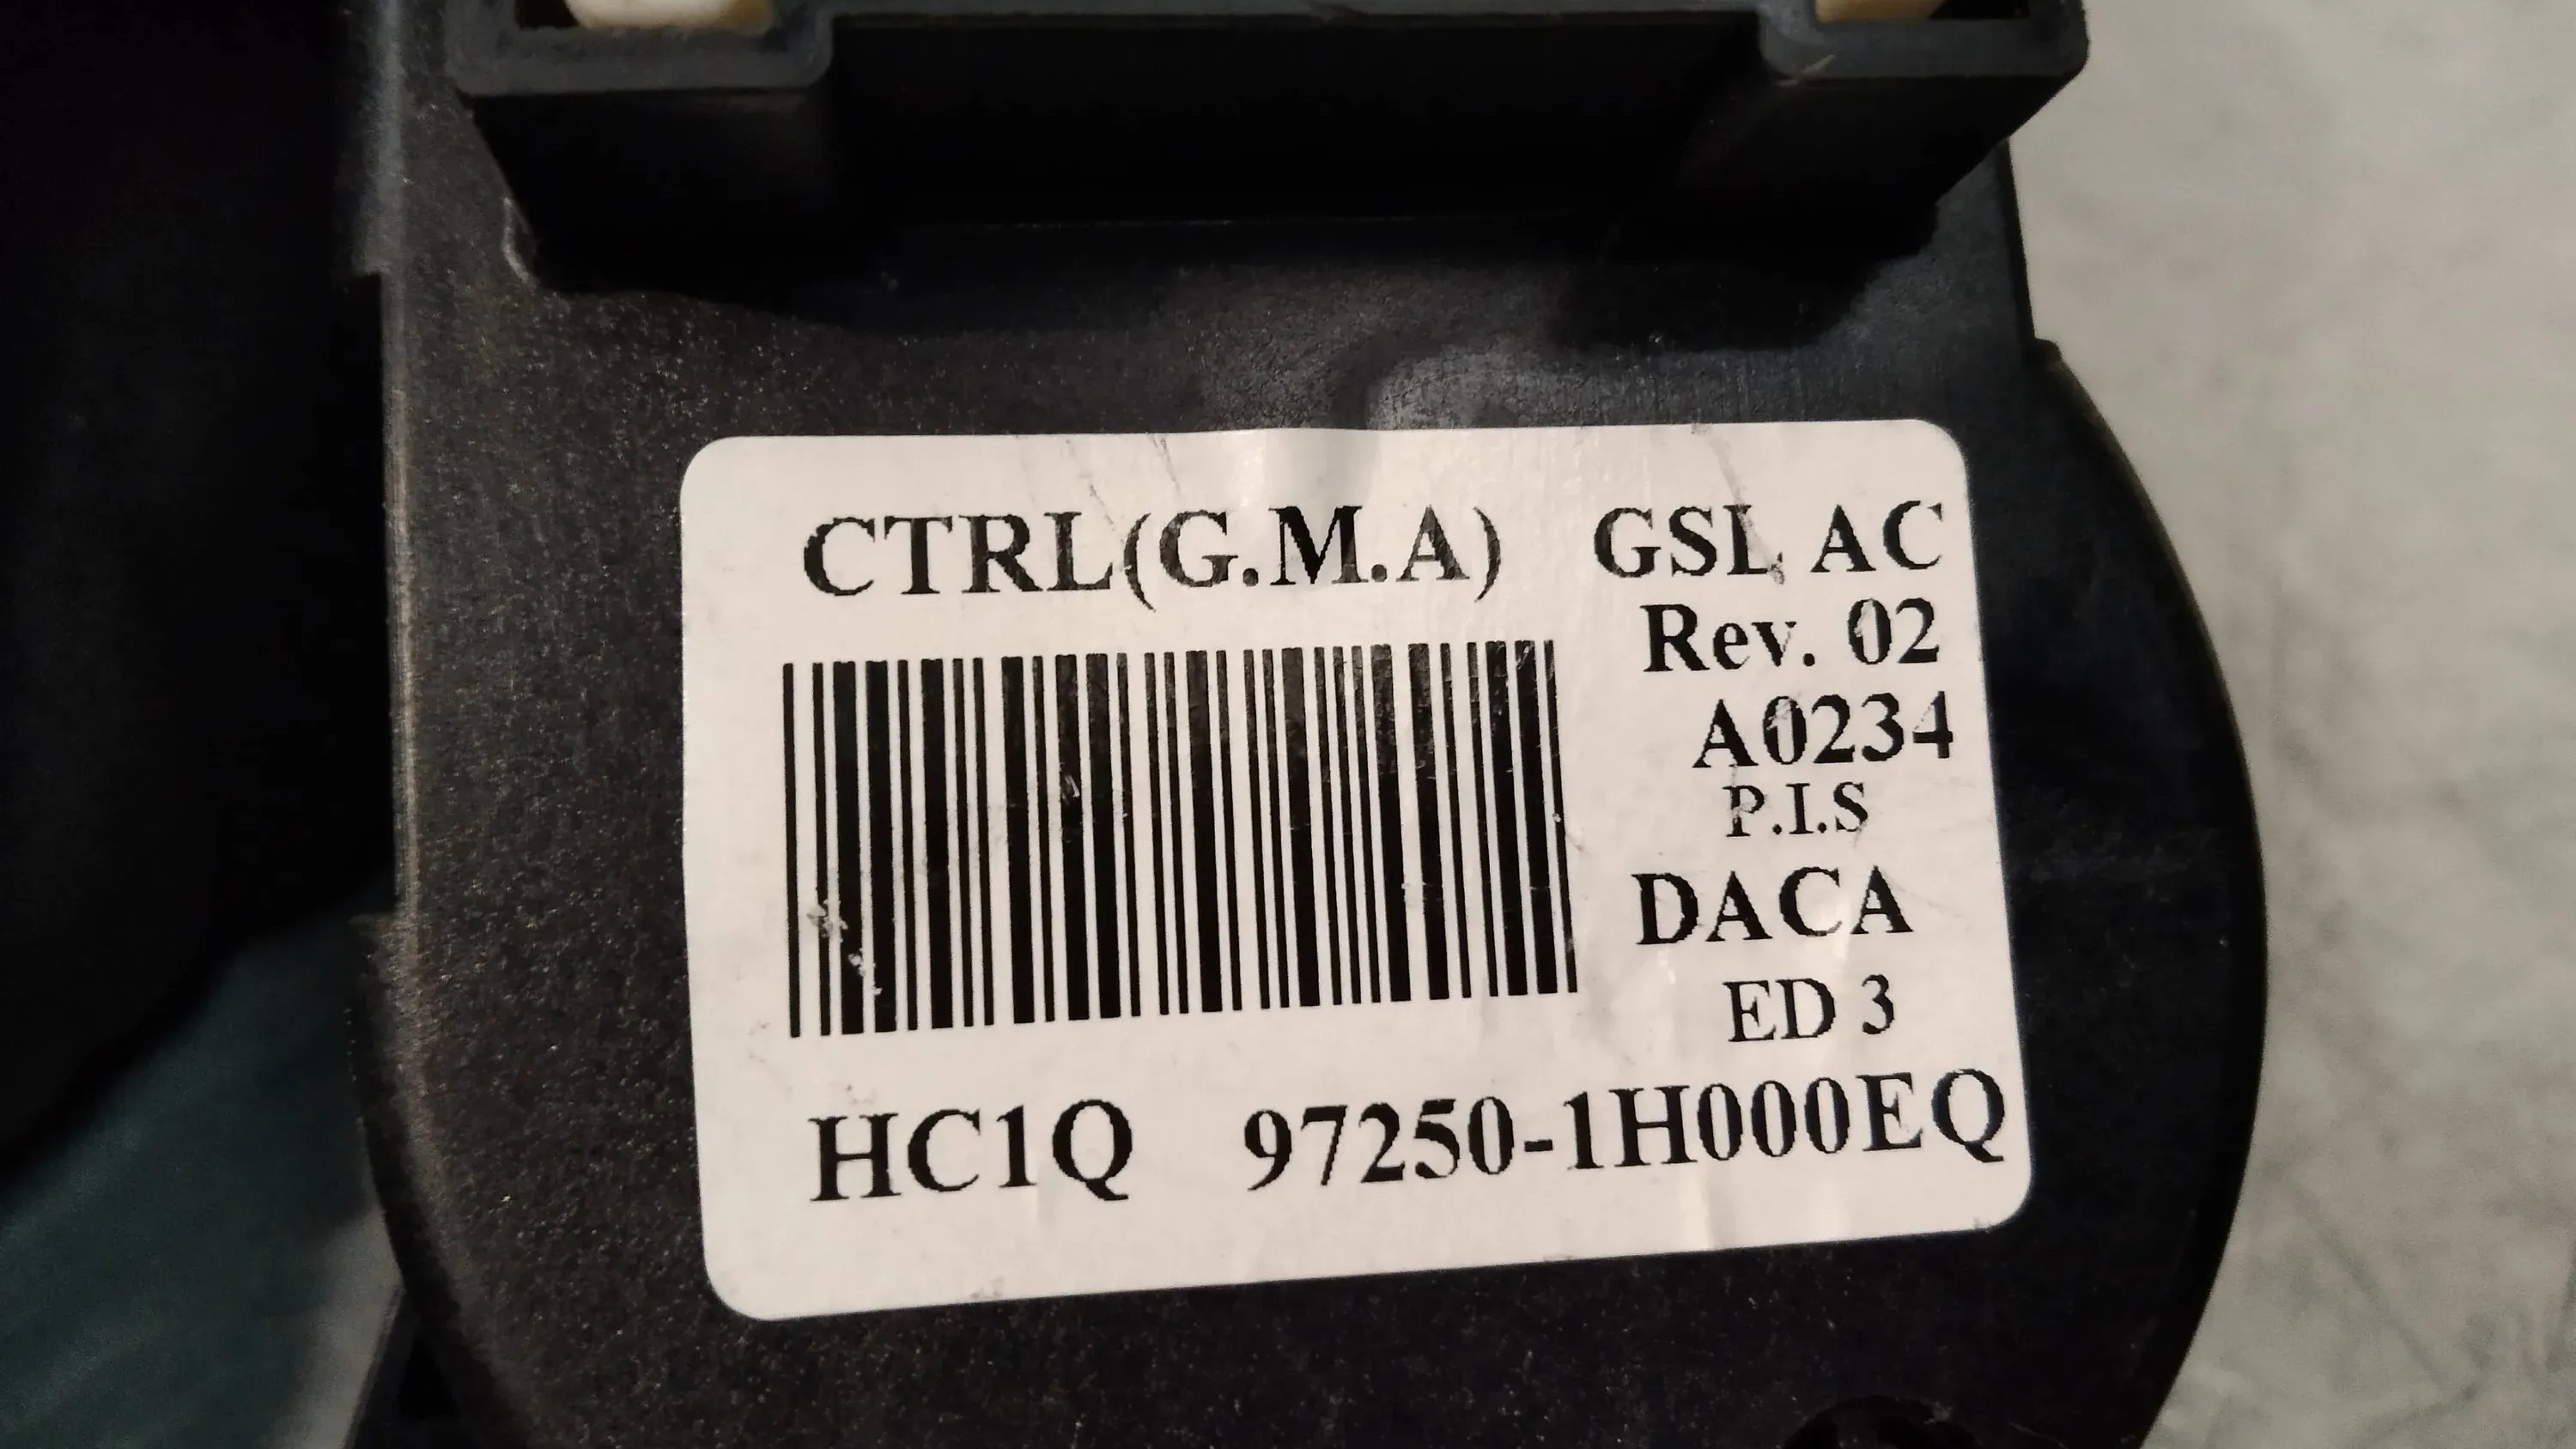 CTRL(G.M.A) GSL AC
Rev. 02
A0234
P.I.S
DACA
ED 3
HC1Q 97250-1H000EQ